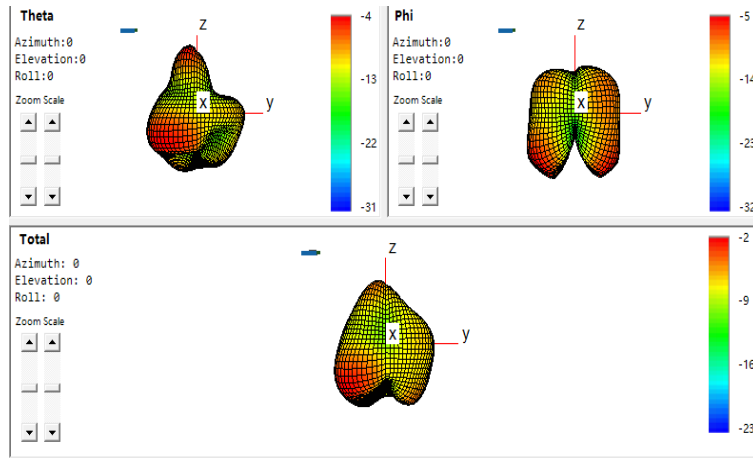 Theta
Azimuth:0
Elevation:0
Roll:0
Zoom Scale
z
x
y
-4
-13
-22
-31
Phi
Azimuth:0
Elevation:0
Roll:0
Zoom Scale
z
x
y
-5
-14
-23
-32
Total
Azimuth: 0
Elevation: 0
Roll: 0
Zoom Scale
z
x
y
-2
-9
-16
-23